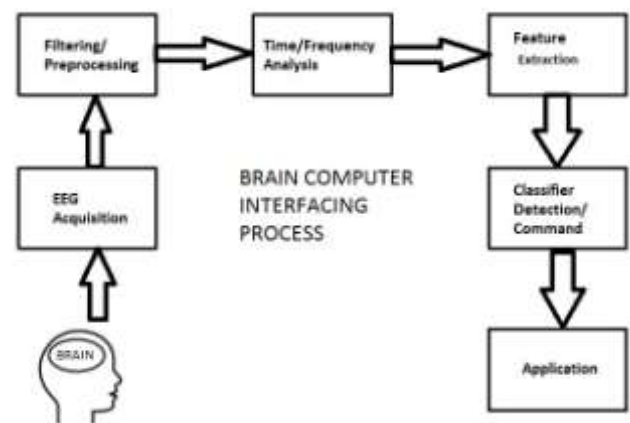 Filtering/
Preprocessing
Time/Frequency
Analysis
Feature
Extraction
EEG
Acquisition
BRAIN COMPUTER
INTERFACING
PROCESS
Classifier
Detection/
Command
BRAIN
Application